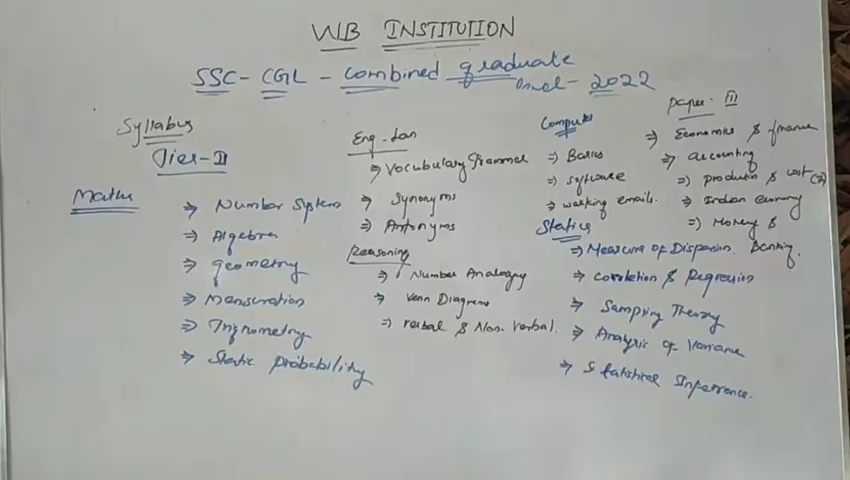 WB INSTITUTION
SSC - CGL - Combined graduate
level - 2022
Syllabus
Tier - II
Maths
⇒ Number System
⇒ Algebra
⇒ geometry
⇒ Mensuration
⇒ Trignometry
⇒ Static probability
Eng - Lan
⇒ Vocubulary Grammer
⇒ Synonyms
⇒ Antonyms
Reasoning
⇒ Number Analogy
⇒ Venn Diagrams
⇒ verbal & Non-Verbal.
Computer
⇒ Basics
⇒ software
⇒ working emails.
Statics
⇒ Measure of Dispersion.
⇒ Correletion & Regression
⇒ Sampling Theory
⇒ Analysis of Variance
⇒ Statistical Inference.
Paper - III
⇒ Economics & finance
⇒ accounting
⇒ production & cost
⇒ Indian economy
⇒ Money &
Banking.